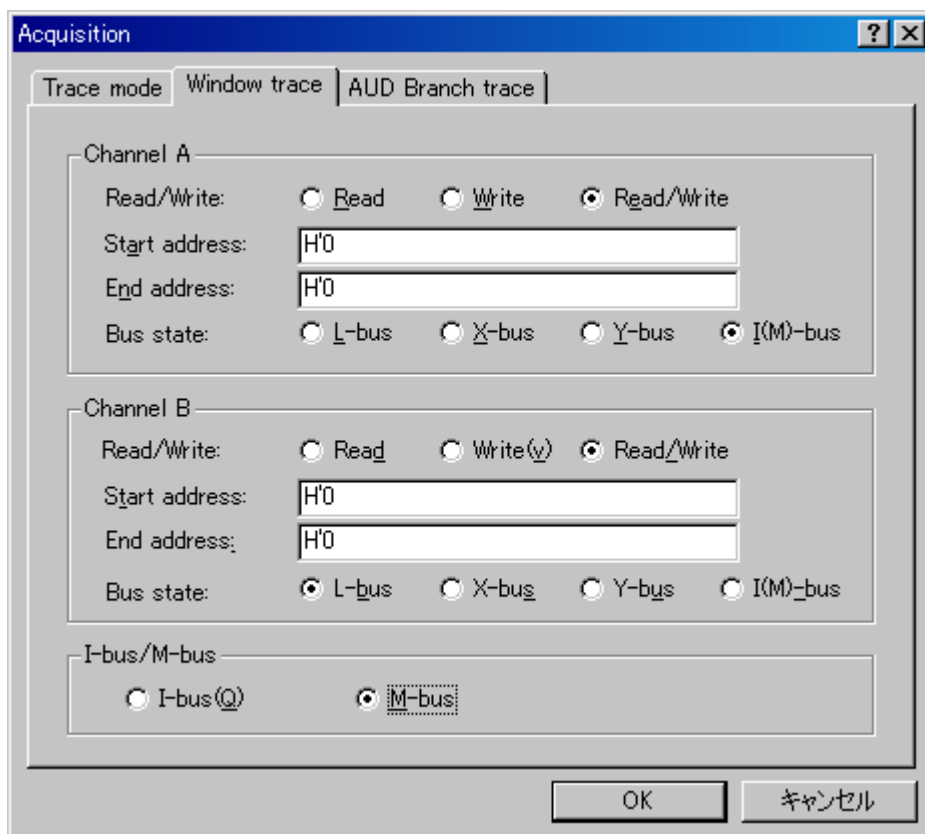 Acquisition
Trace mode Window trace AUD Branch trace
Channel A
Read/Write: Read Write Read/Write
Start address: H'0
End address: H'0
Bus state: L-bus X-bus Y-bus I(M)-bus
Channel B
Read/Write: Read Write(v) Read/Write
Start address: H'0
End address: H'0
Bus state: L-bus X-bus Y-bus I(M)-bus
I-bus/M-bus
I-bus(Q) M-bus
OK キャンセル